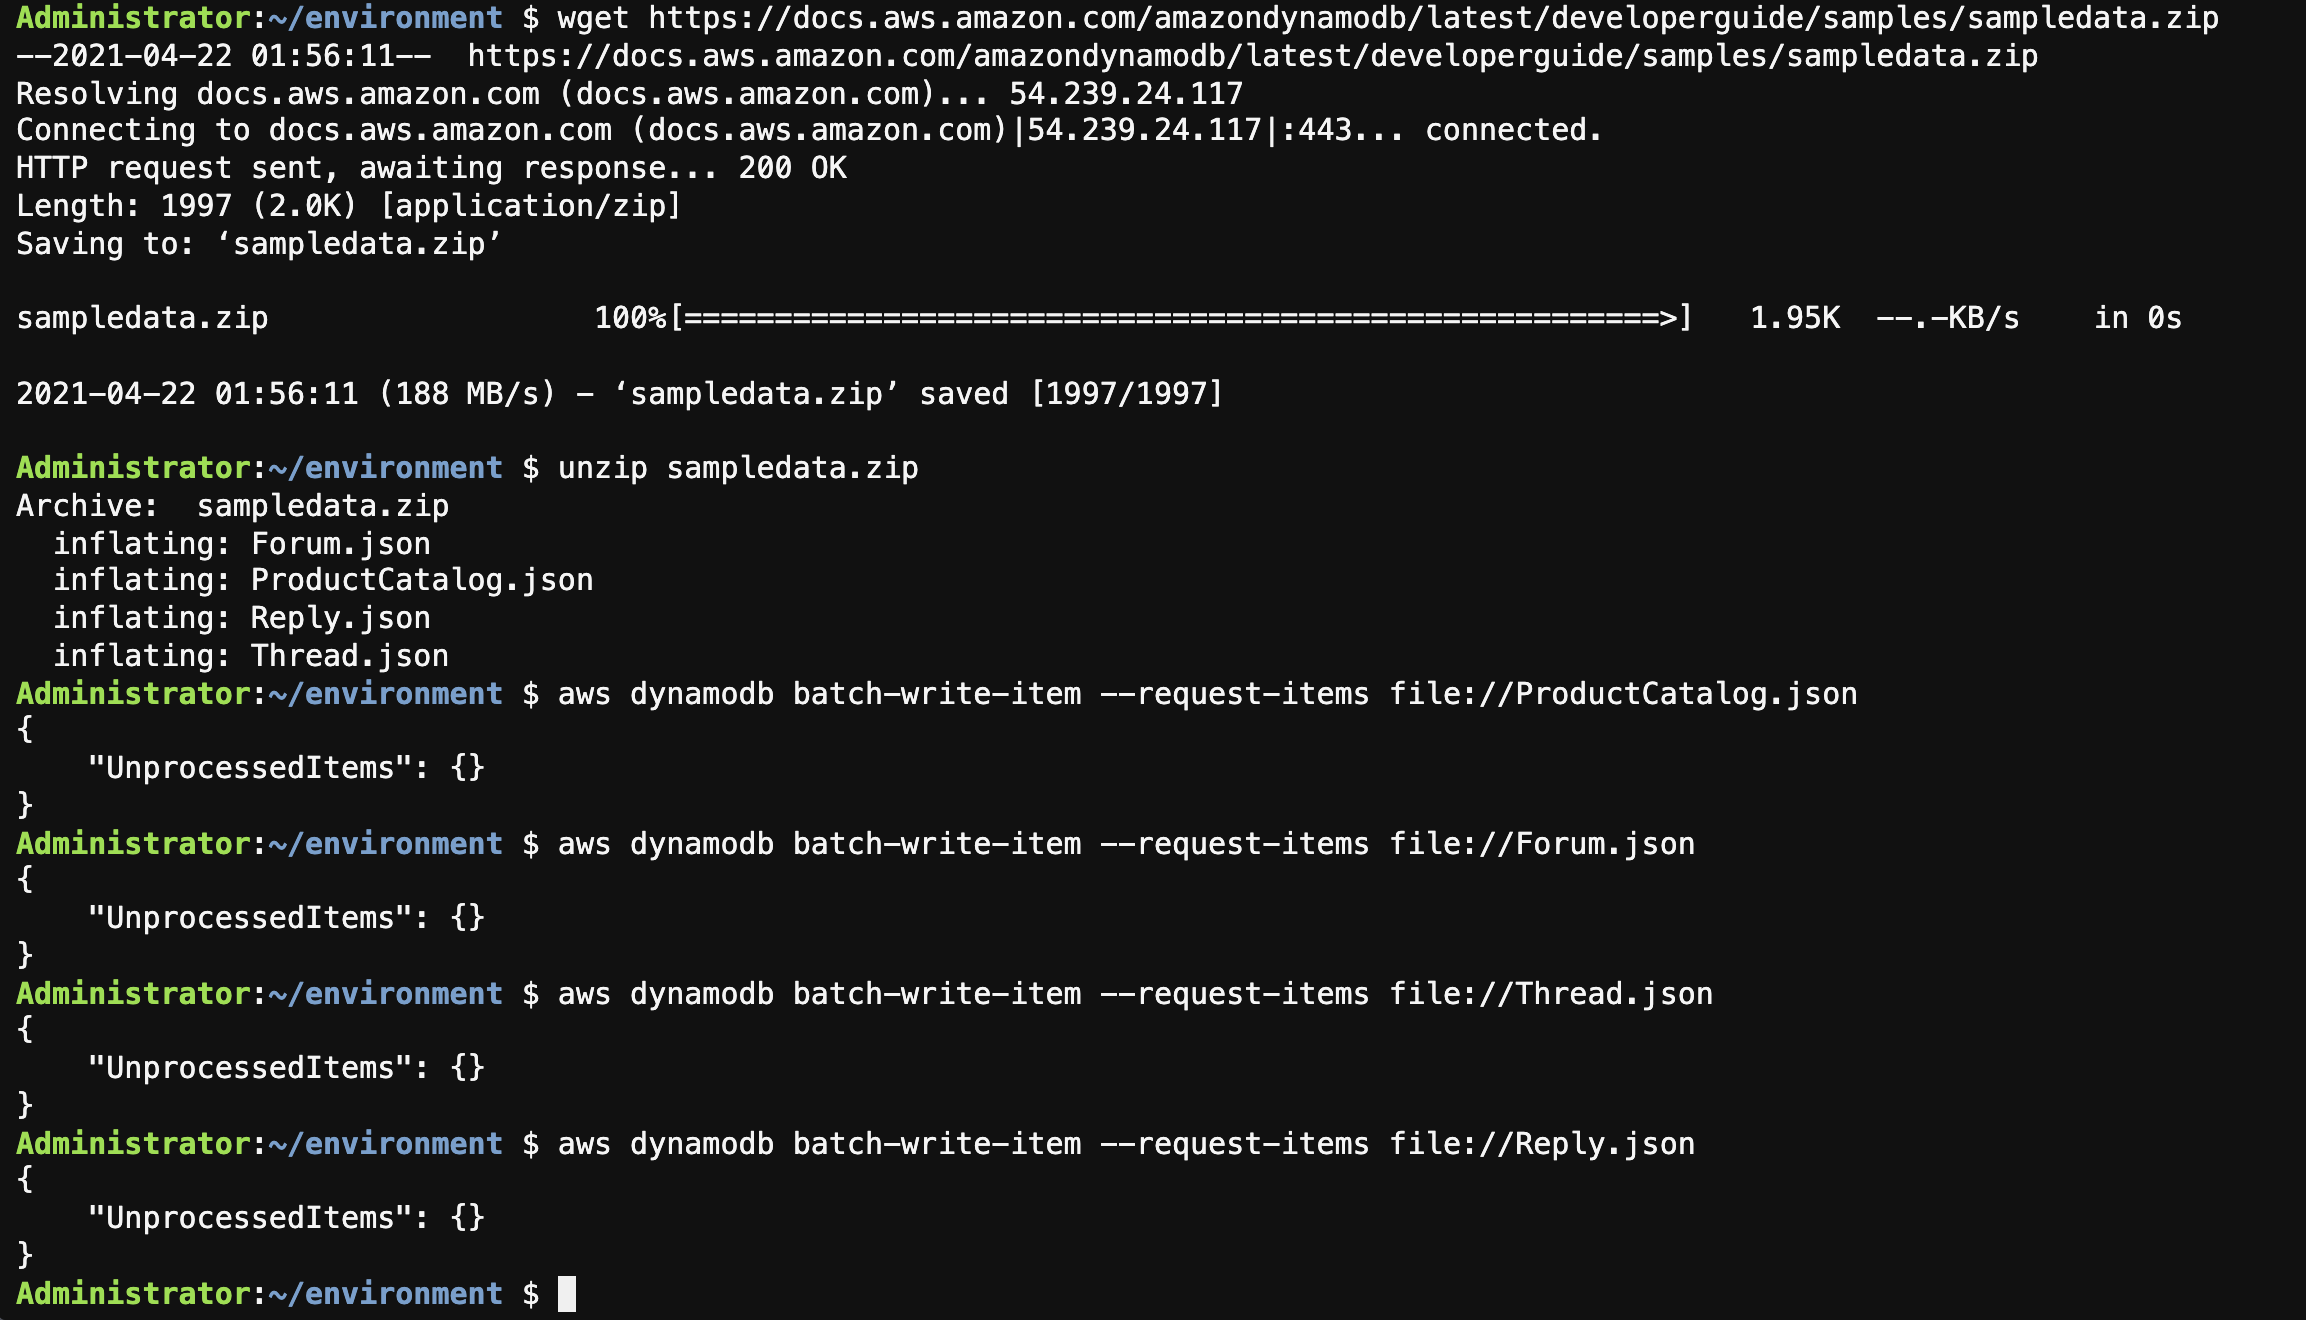 Administrator:~/environment $ wget https://docs.aws.amazon.com/amazondynamodb/latest/developerguide/samples/sampledata.zip
--2021-04-22 01:56:11--  https://docs.aws.amazon.com/amazondynamodb/latest/developerguide/samples/sampledata.zip
Resolving docs.aws.amazon.com (docs.aws.amazon.com)... 54.239.24.117
Connecting to docs.aws.amazon.com (docs.aws.amazon.com)|54.239.24.117|:443... connected.
HTTP request sent, awaiting response... 200 OK
Length: 1997 (2.0K) [application/zip]
Saving to: ‘sampledata.zip’
sampledata.zip                  100%[======================================================>]   1.95K  --.-KB/s    in 0s
2021-04-22 01:56:11 (188 MB/s) - ‘sampledata.zip’ saved [1997/1997]
Administrator:~/environment $ unzip sampledata.zip
Archive:  sampledata.zip
  inflating: Forum.json
  inflating: ProductCatalog.json
  inflating: Reply.json
  inflating: Thread.json
Administrator:~/environment $ aws dynamodb batch-write-item --request-items file://ProductCatalog.json
{
    "UnprocessedItems": {}
}
Administrator:~/environment $ aws dynamodb batch-write-item --request-items file://Forum.json
{
    "UnprocessedItems": {}
}
Administrator:~/environment $ aws dynamodb batch-write-item --request-items file://Thread.json
{
    "UnprocessedItems": {}
}
Administrator:~/environment $ aws dynamodb batch-write-item --request-items file://Reply.json
{
    "UnprocessedItems": {}
}
Administrator:~/environment $